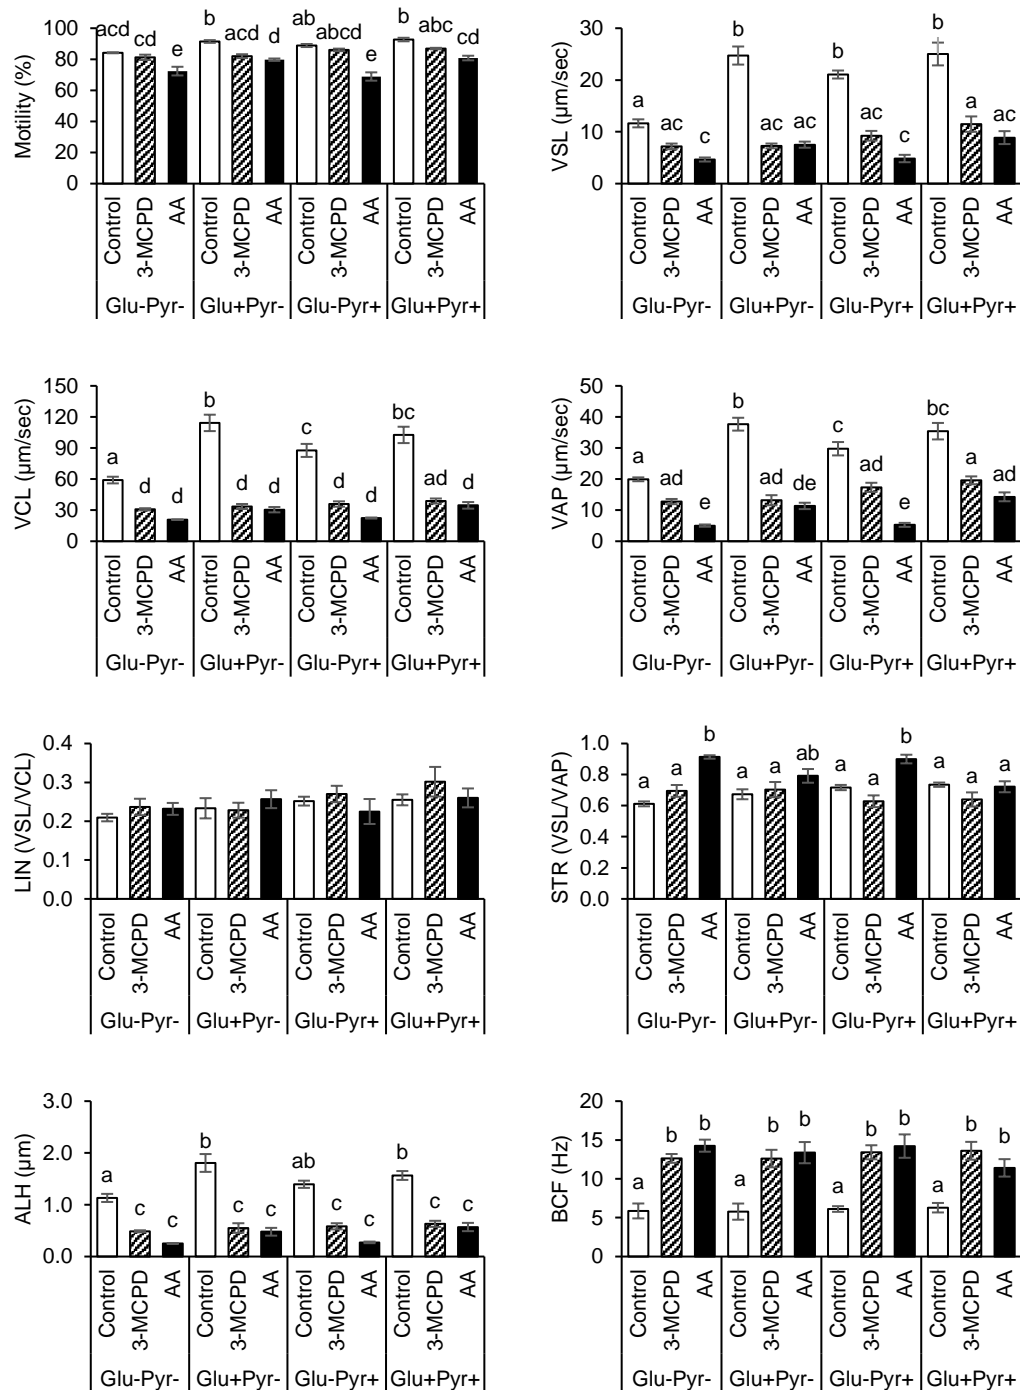 Motility (%)
100
80
60
40
20
0
acd cd e b acd d ab abcd e b abc cd
Control 3-MCPD AA Control 3-MCPD AA Control 3-MCPD AA Control 3-MCPD AA
Glu-Pyr- Glu+Pyr- Glu-Pyr+ Glu+Pyr+
VSL (µm/sec)
30
20
10
0
a ac c b ac ac b ac c b a ac
Control 3-MCPD AA Control 3-MCPD AA Control 3-MCPD AA Control 3-MCPD AA
Glu-Pyr- Glu+Pyr- Glu-Pyr+ Glu+Pyr+
VCL (µm/sec)
150
120
90
60
30
0
a d d b d d c d d bc ad d
Control 3-MCPD AA Control 3-MCPD AA Control 3-MCPD AA Control 3-MCPD AA
Glu-Pyr- Glu+Pyr- Glu-Pyr+ Glu+Pyr+
VAP (µm/sec)
50
40
30
20
10
0
a ad e b ad de c ad e bc a ad
Control 3-MCPD AA Control 3-MCPD AA Control 3-MCPD AA Control 3-MCPD AA
Glu-Pyr- Glu+Pyr- Glu-Pyr+ Glu+Pyr+
LIN (VSL/VCL)
0.4
0.3
0.2
0.1
0.0
Control 3-MCPD AA Control 3-MCPD AA Control 3-MCPD AA Control 3-MCPD AA
Glu-Pyr- Glu+Pyr- Glu-Pyr+ Glu+Pyr+
STR (VSL/VAP)
1.0
0.8
0.6
0.4
0.2
0.0
a a b a a ab a a b a a a
Control 3-MCPD AA Control 3-MCPD AA Control 3-MCPD AA Control 3-MCPD AA
Glu-Pyr- Glu+Pyr- Glu-Pyr+ Glu+Pyr+
ALH (µm)
3.0
2.0
1.0
0.0
a c c b c c ab c c b c c
Control 3-MCPD AA Control 3-MCPD AA Control 3-MCPD AA Control 3-MCPD AA
Glu-Pyr- Glu+Pyr- Glu-Pyr+ Glu+Pyr+
BCF (Hz)
20
15
10
5
0
a b b a b b a b b a b b
Control 3-MCPD AA Control 3-MCPD AA Control 3-MCPD AA Control 3-MCPD AA
Glu-Pyr- Glu+Pyr- Glu-Pyr+ Glu+Pyr+